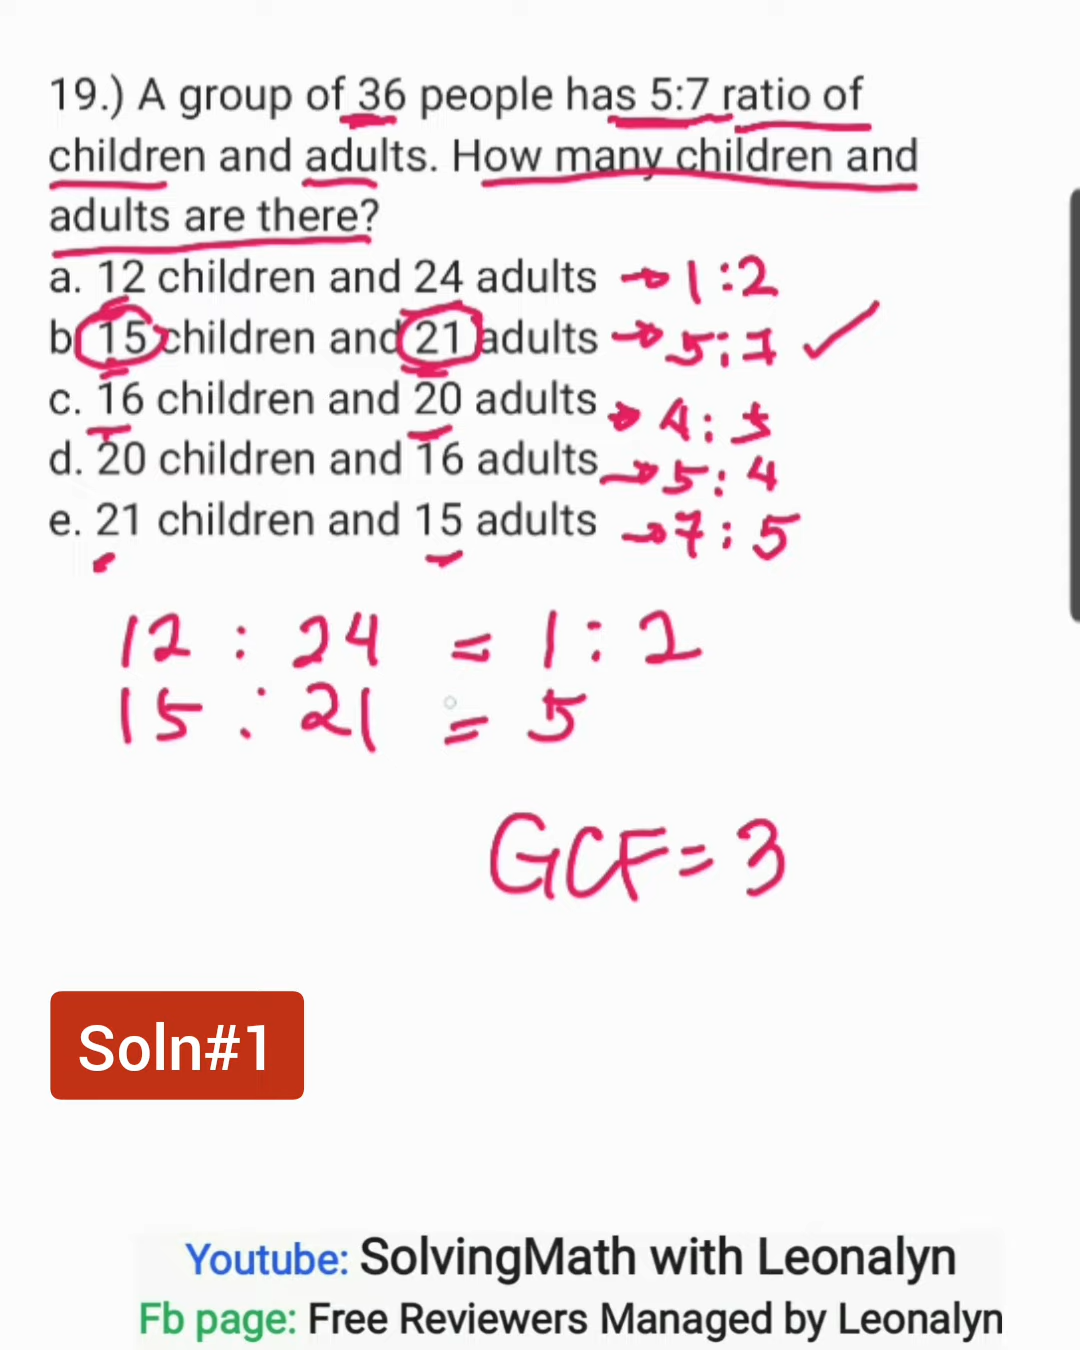 19.) A group of 36 people has 5:7 ratio of
children and adults. How many children and
adults are there?
a. 12 children and 24 adults → 1:2
b. 15 children and 21 adults → 5:7 ✓
c. 16 children and 20 adults → 4:5
d. 20 children and 16 adults → 5:4
e. 21 children and 15 adults → 7:5
12 : 24 = 1 : 2
15 : 21 = 5
GCF = 3
Soln#1
Youtube: SolvingMath with Leonalyn
Fb page: Free Reviewers Managed by Leonalyn